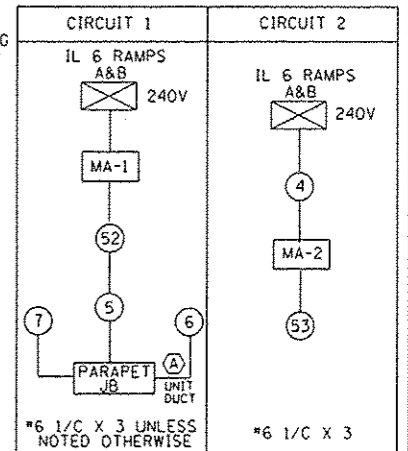 G
CIRCUIT 1
IL 6 RAMPS
A&B
240V
MA-1
52
5
7
6
PARAPET
JB
A
UNIT
DUCT
#6 1/C X 3 UNLESS
NOTED OTHERWISE
CIRCUIT 2
IL 6 RAMPS
A&B
240V
4
MA-2
53
#6 1/C X 3